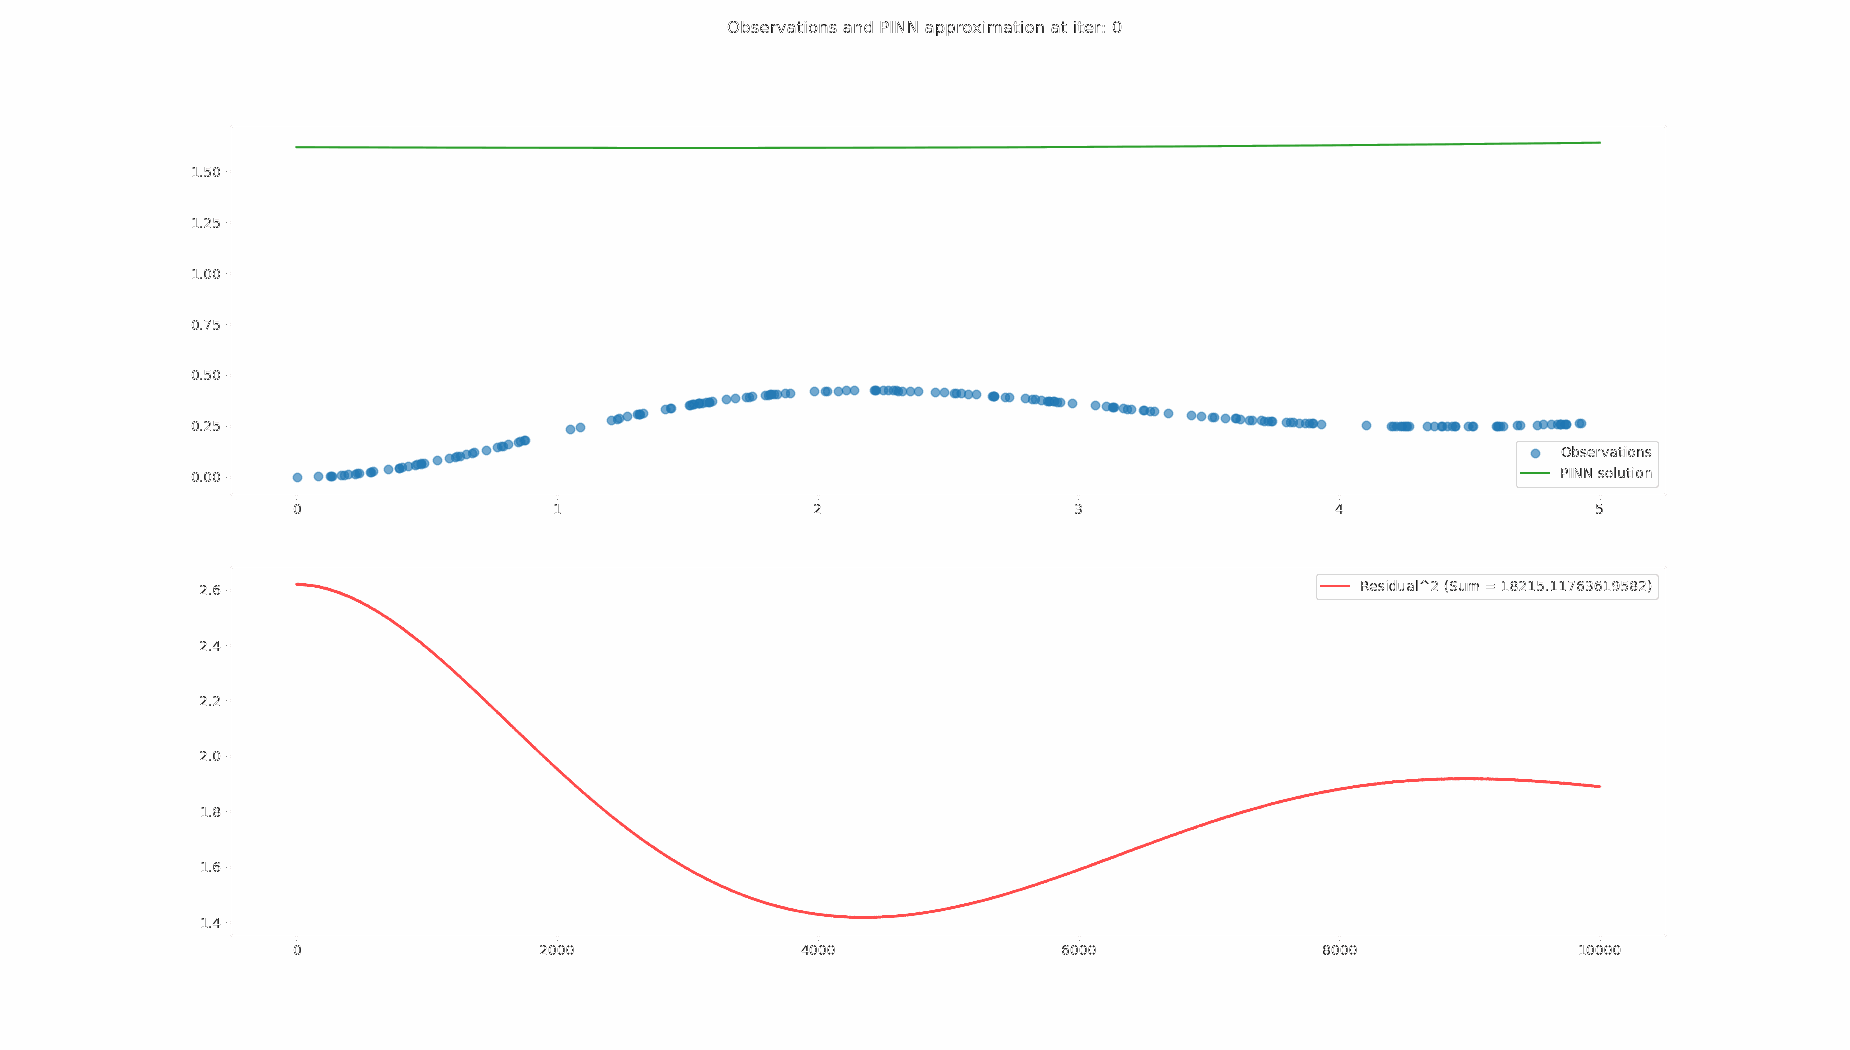 Observations and PINN approximation at iter: 0
1.50
1.25
1.00
0.75
0.50
0.25
0.00
Observations
PINN solution
0 1 2 3 4 5
Residual^2 (Sum = 18215.11763619582)
2.6
2.4
2.2
2.0
1.8
1.6
1.4
0 2000 4000 6000 8000 10000